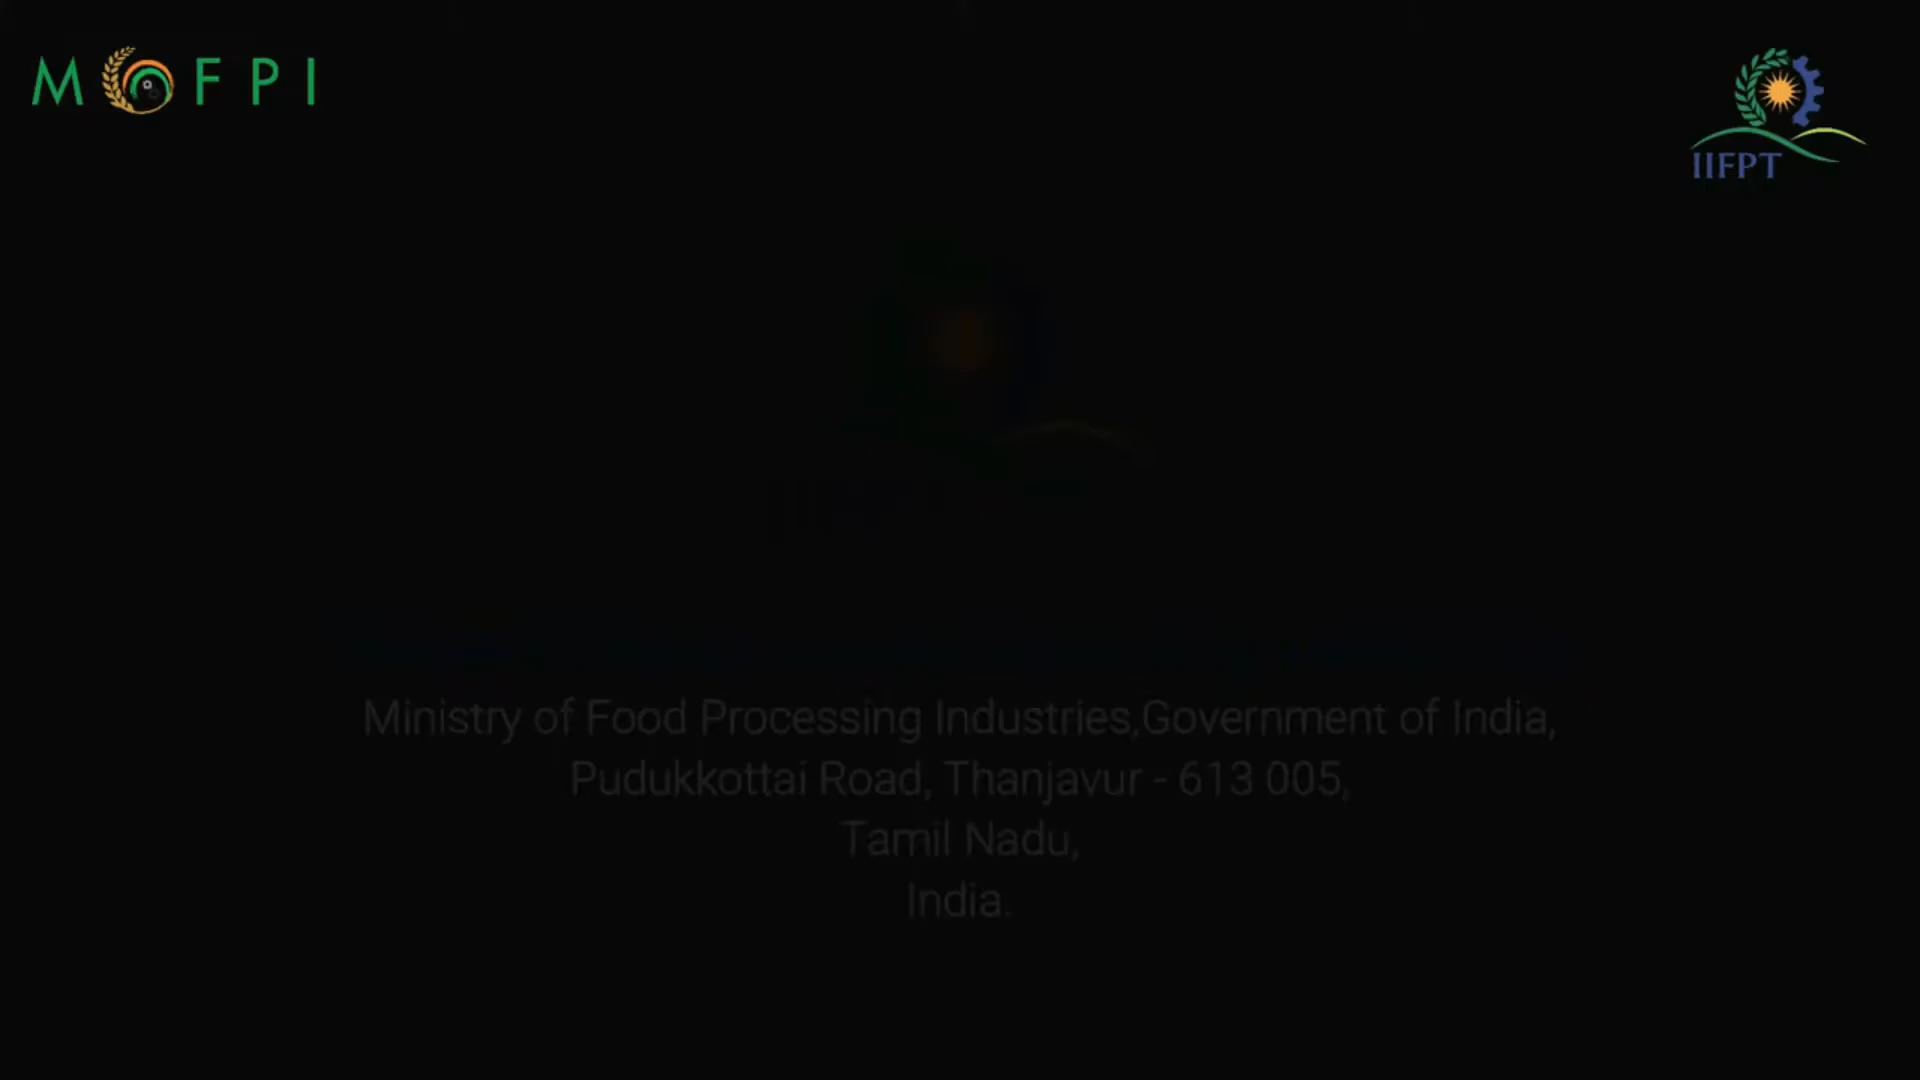 MOFPI
IIFPT
Ministry of Food Processing Industries,Government of India,
Pudukkottai Road, Thanjavur - 613 005,
Tamil Nadu,
India.